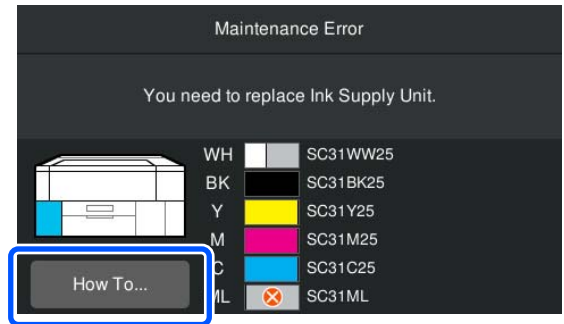 Maintenance Error
You need to replace Ink Supply Unit.
WH SC31WW25
BK SC31BK25
Y SC31Y25
M SC31M25
C SC31C25
ML SC31ML
How To...